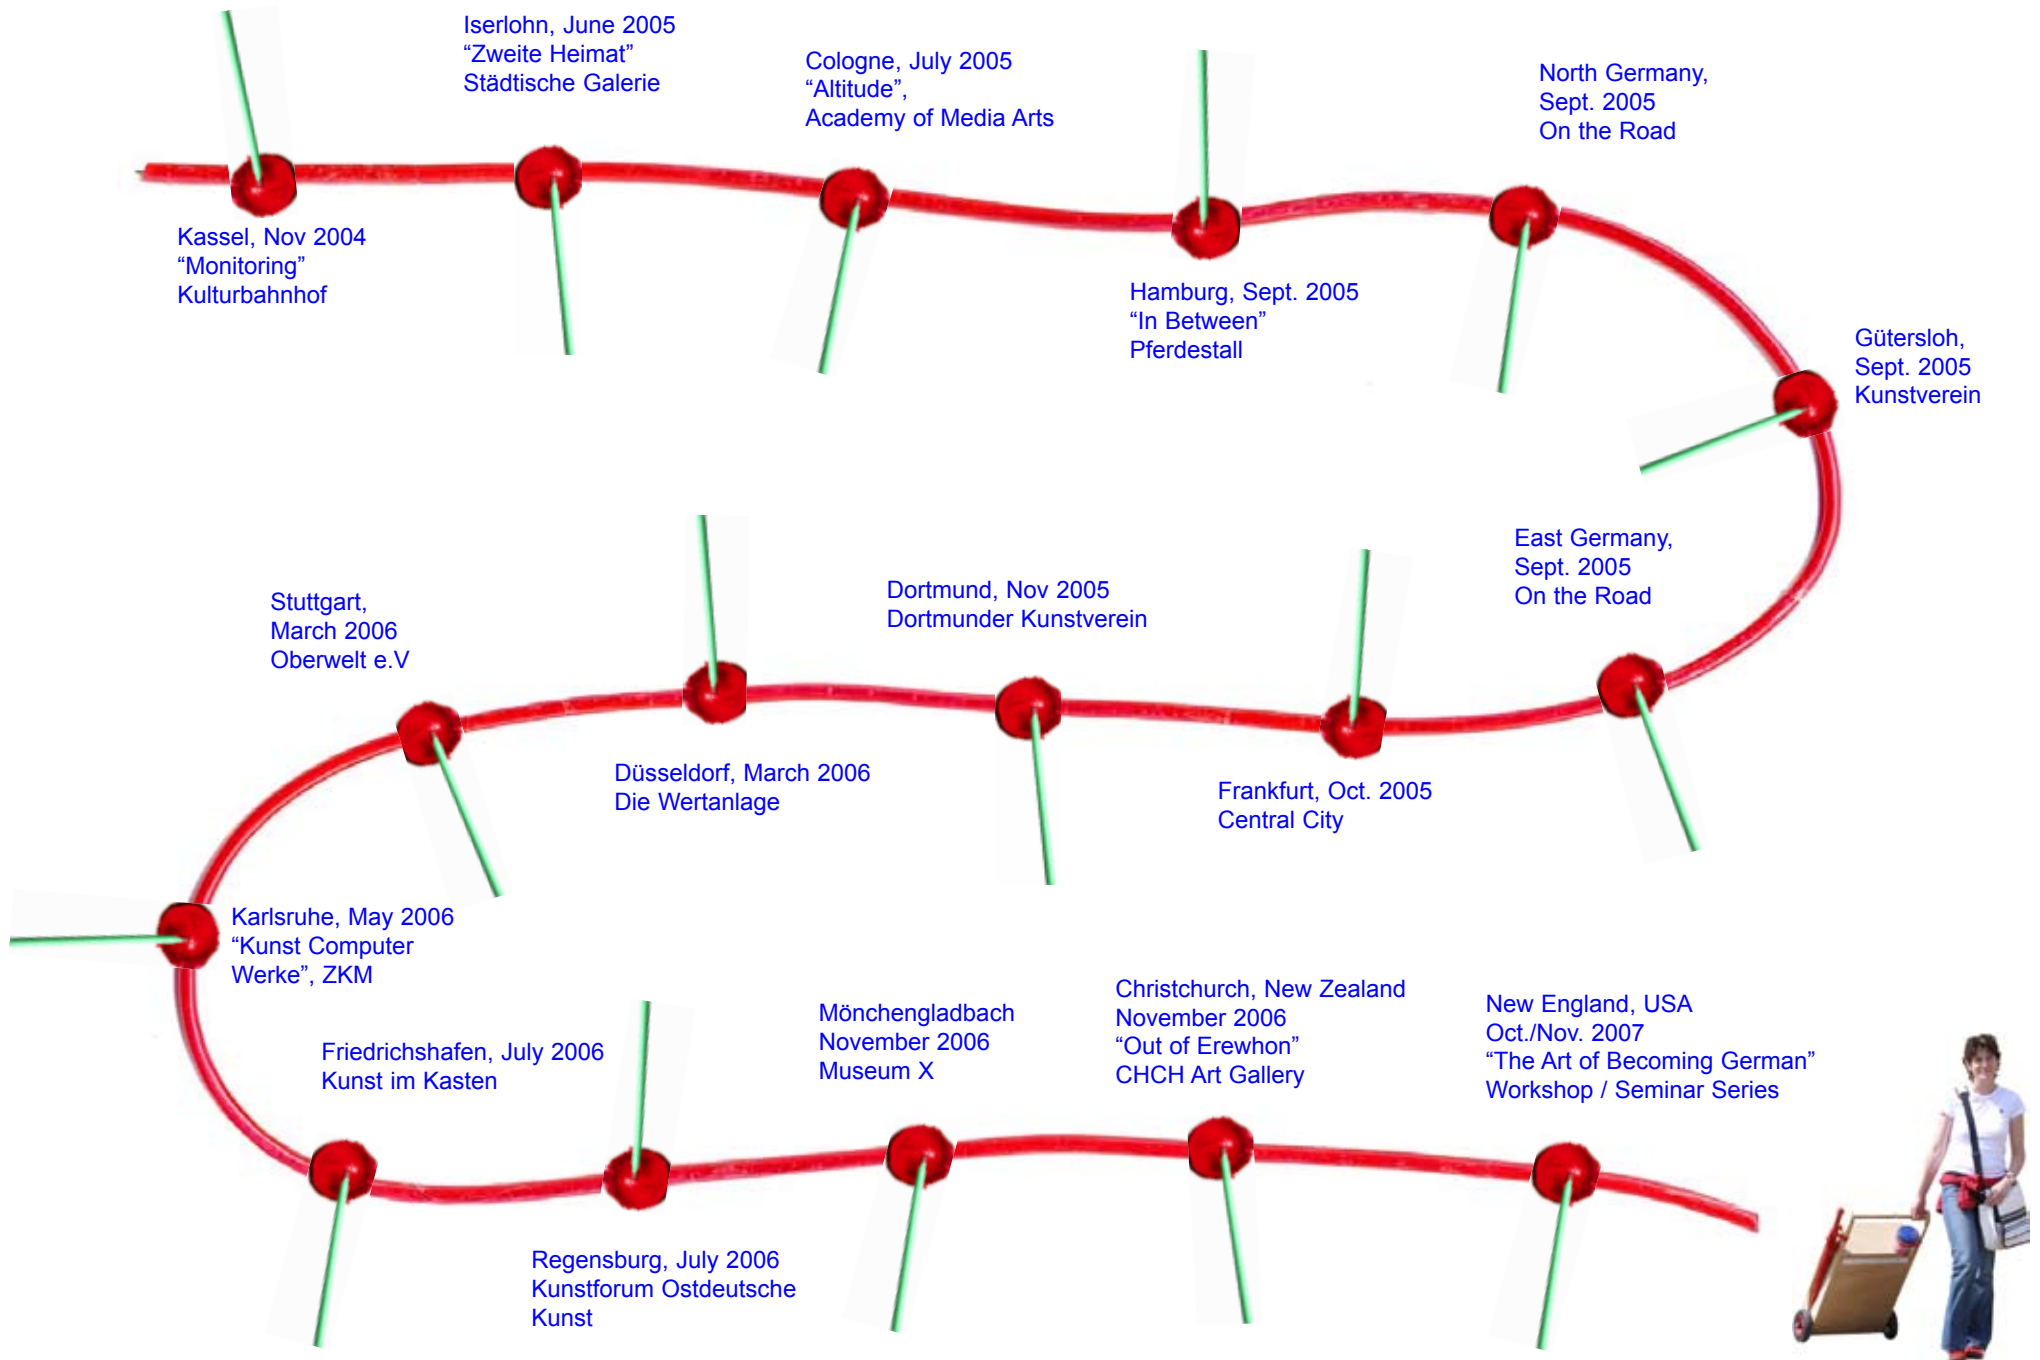 Kassel, Nov 2004
“Monitoring”
Kulturbahnhof
Iserlohn, June 2005
“Zweite Heimat”
Städtische Galerie
Cologne, July 2005
“Altitude”,
Academy of Media Arts
Hamburg, Sept. 2005
“In Between”
Pferdestall
North Germany,
Sept. 2005
On the Road
Gütersloh,
Sept. 2005
Kunstverein
East Germany,
Sept. 2005
On the Road
Frankfurt, Oct. 2005
Central City
Dortmund, Nov 2005
Dortmunder Kunstverein
Düsseldorf, March 2006
Die Wertanlage
Stuttgart,
March 2006
Oberwelt e.V
Karlsruhe, May 2006
“Kunst Computer
Werke”, ZKM
Friedrichshafen, July 2006
Kunst im Kasten
Regensburg, July 2006
Kunstforum Ostdeutsche
Kunst
Mönchengladbach
November 2006
Museum X
Christchurch, New Zealand
November 2006
“Out of Erewhon”
CHCH Art Gallery
New England, USA
Oct./Nov. 2007
“The Art of Becoming German”
Workshop / Seminar Series